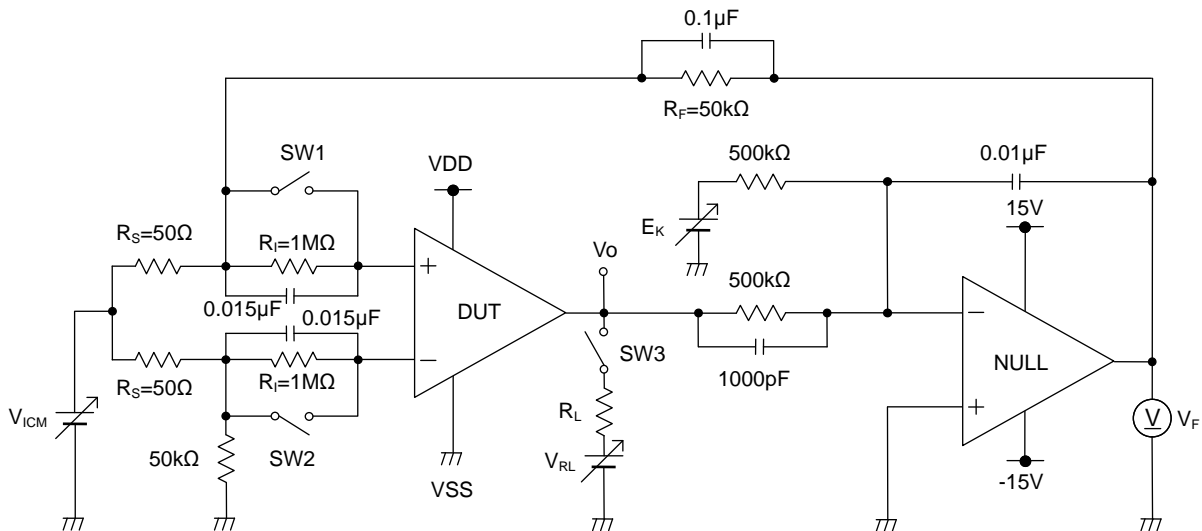 0.1µF
RF=50kΩ
SW1
VDD
500kΩ
0.01µF
15V
EK
RS=50Ω
RI=1MΩ
Vo
500kΩ
0.015µF
0.015µF
DUT
SW3
NULL
RS=50Ω
RI=1MΩ
1000pF
VICM
RL
V
VF
50kΩ
SW2
VRL
-15V
VSS
+
−
−
+